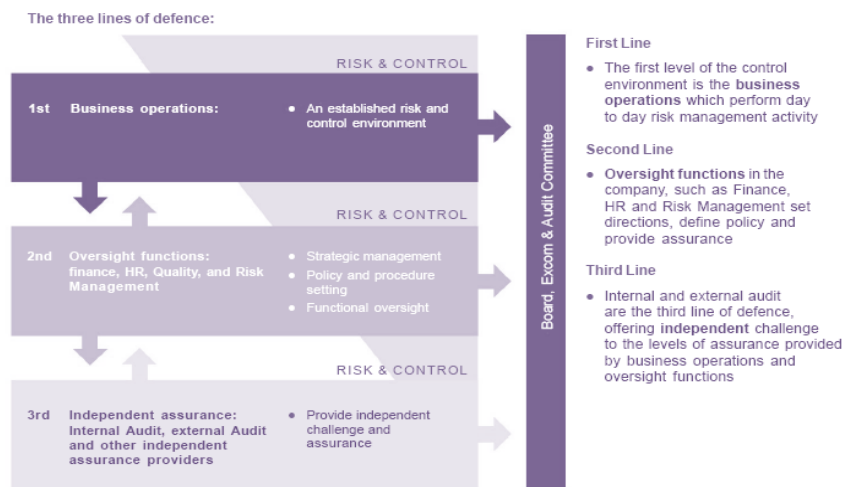 The three lines of defence:
RISK & CONTROL
1st Business operations:
● An established risk and
control environment
RISK & CONTROL
2nd Oversight functions:
finance, HR, Quality, and Risk
Management
● Strategic management
● Policy and procedure
setting
● Functional oversight
RISK & CONTROL
3rd Independent assurance:
Internal Audit, external Audit
and other independent
assurance providers
● Provide independent
challenge and
assurance
Board, Excom & Audit Committee
First Line
● The first level of the control
environment is the business
operations which perform day
to day risk management activity
Second Line
● Oversight functions in the
company, such as Finance,
HR and Risk Management set
directions, define policy and
provide assurance
Third Line
● Internal and external audit
are the third line of defence,
offering independent challenge
to the levels of assurance provided
by business operations and
oversight functions